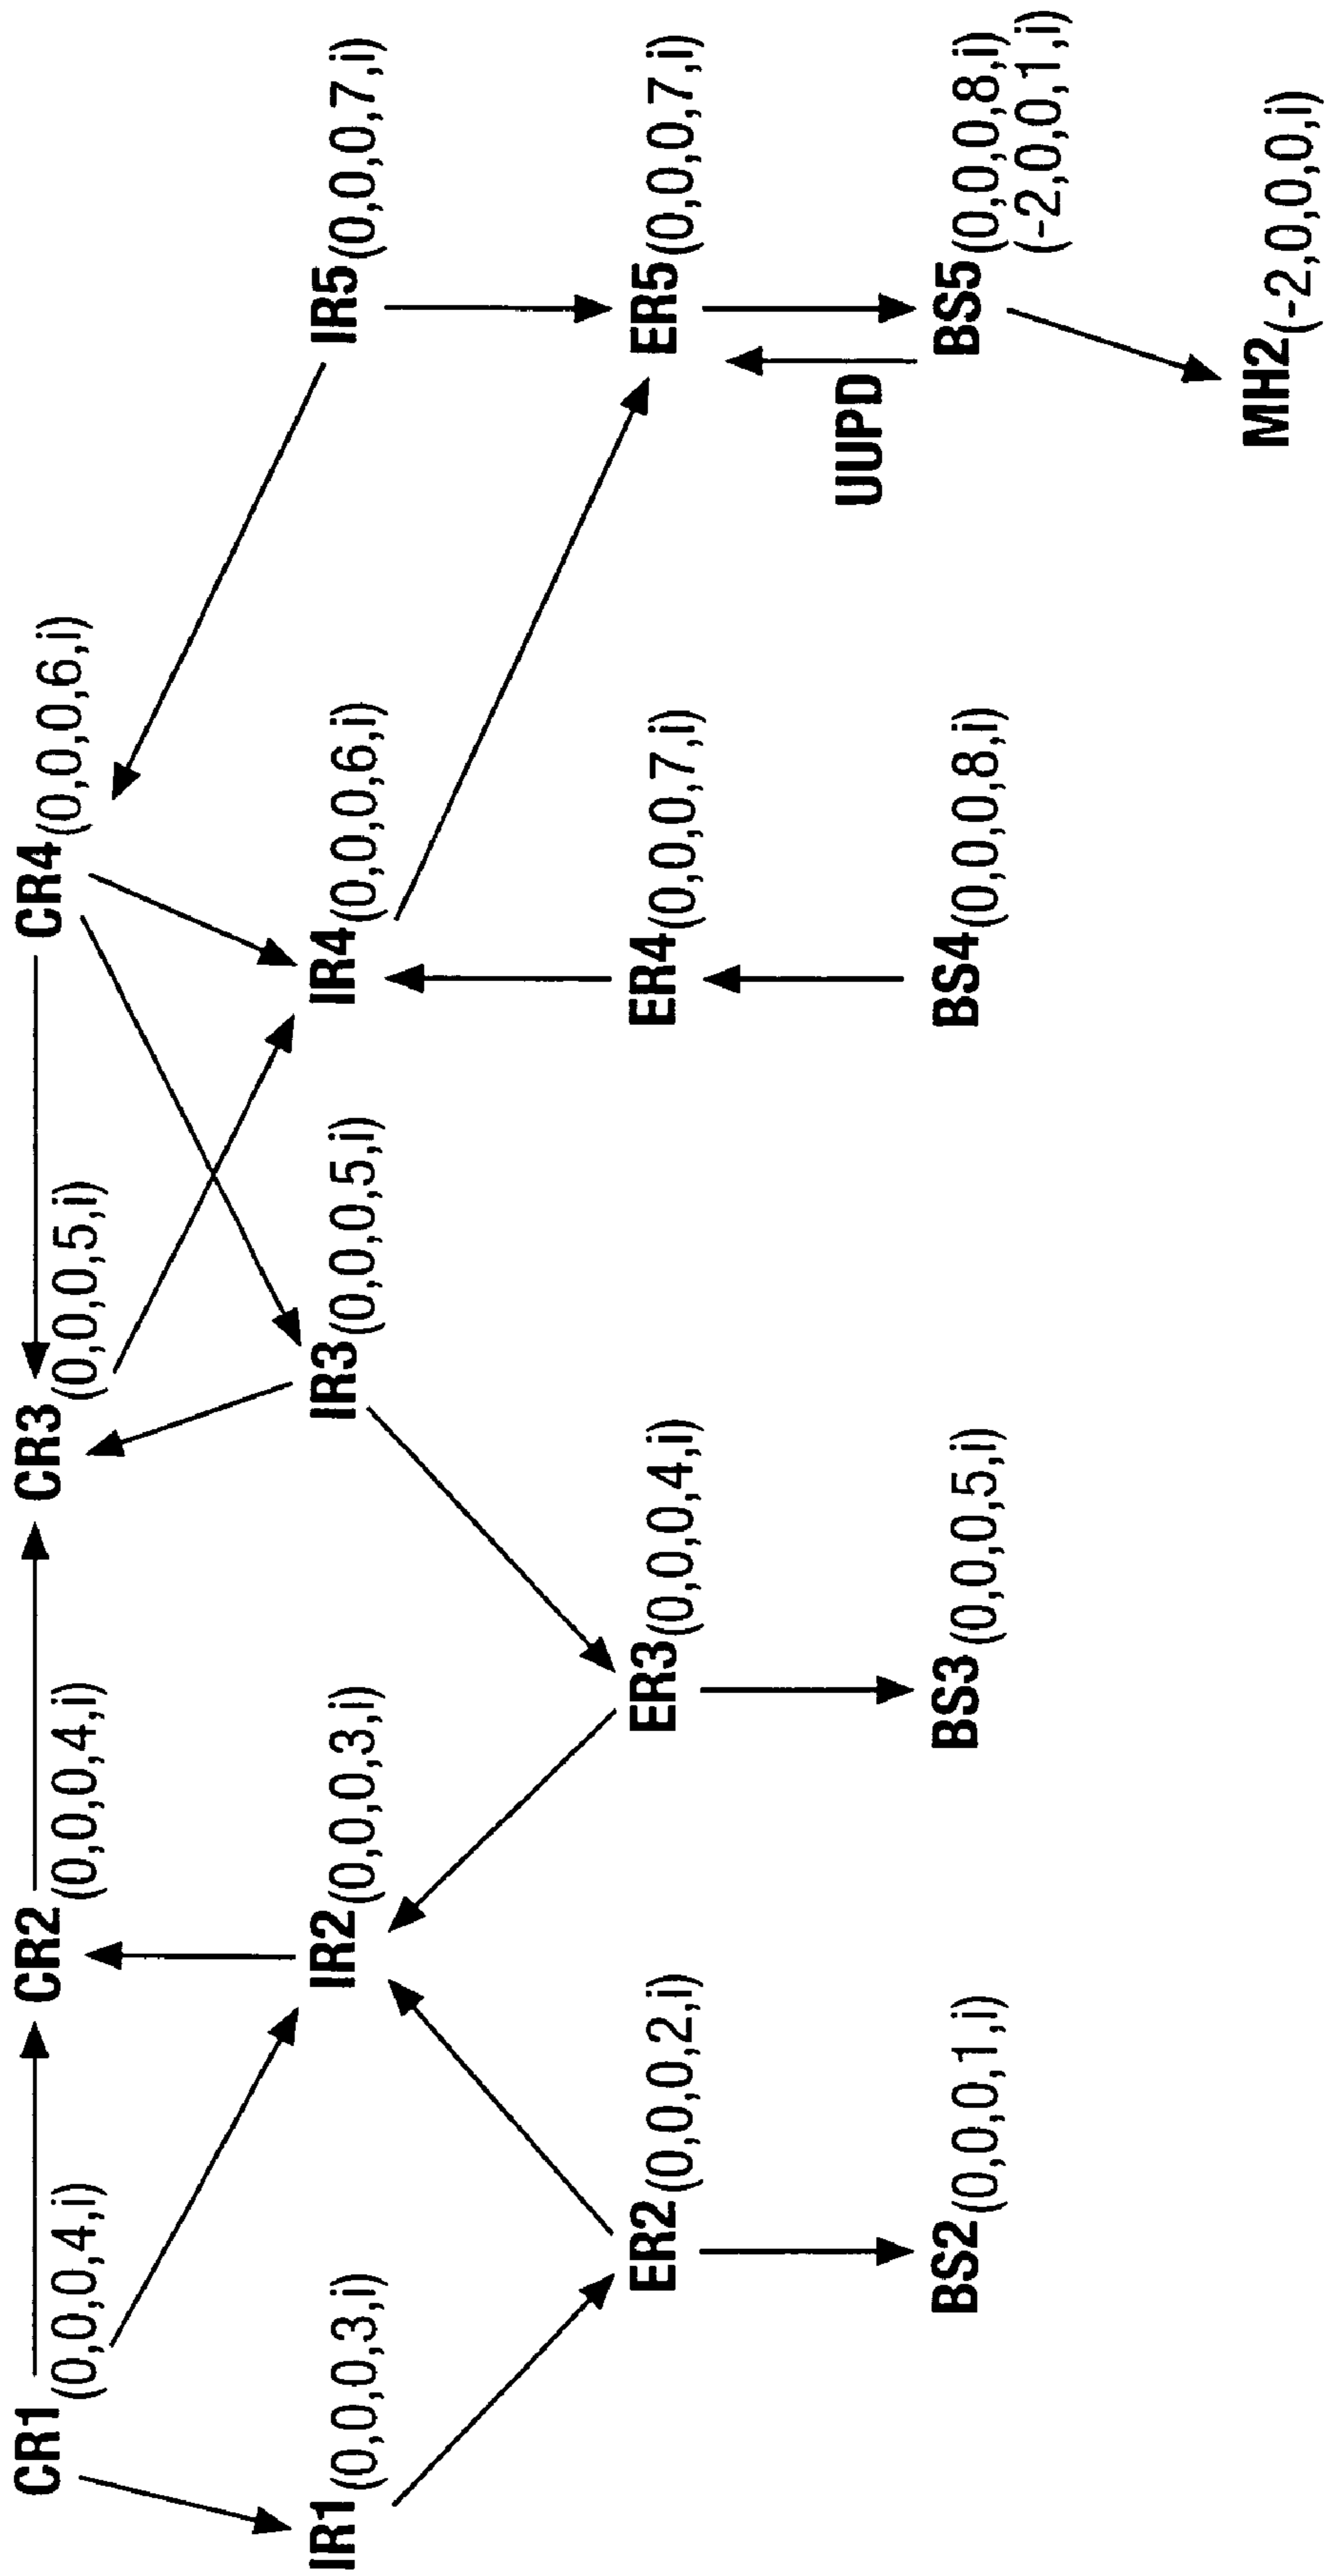 CR1(0,0,0,4,i)
CR2(0,0,0,4,i)
CR3(0,0,0,5,i)
CR4(0,0,0,6,i)
IR1(0,0,0,3,i)
IR2(0,0,0,3,i)
IR3(0,0,0,5,i)
IR4(0,0,0,6,i)
IR5(0,0,0,7,i)
ER2(0,0,0,2,i)
ER3(0,0,0,4,i)
ER4(0,0,0,7,i)
ER5(0,0,0,7,i)
UUPD
BS2(0,0,0,1,i)
BS3(0,0,0,5,i)
BS4(0,0,0,8,i)
BS5(0,0,0,8,i)
(-2,0,0,1,i)
MH2(-2,0,0,0,i)